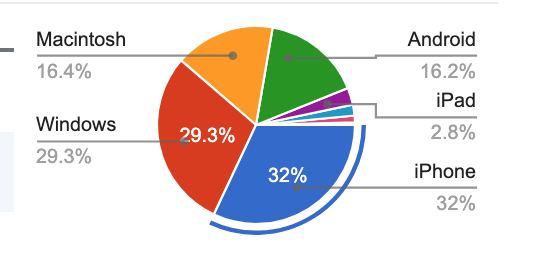 Macintosh
16.4%
Windows
29.3%
29.3%
32%
Android
16.2%
iPad
2.8%
iPhone
32%